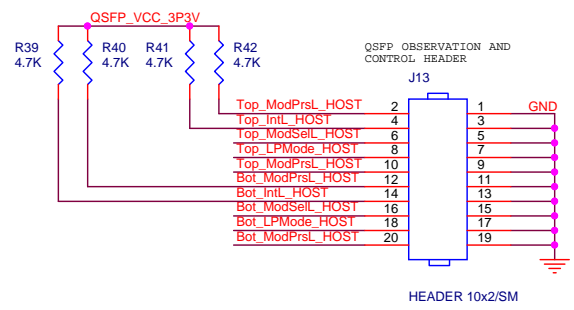 QSFP_VCC_3P3V
R39 4.7K
R40 4.7K
R41 4.7K
R42 4.7K
QSFP OBSERVATION AND
CONTROL HEADER
J13
Top_ModPrsL_HOST 2 1 GND
Top_IntL_HOST 4 3
Top_ModSelL_HOST 6 5
Top_LPMode_HOST 8 7
Top_ModPrsL_HOST 10 9
Bot_ModPrsL_HOST 12 11
Bot_IntL_HOST 14 13
Bot_ModSelL_HOST 16 15
Bot_LPMode_HOST 18 17
Bot_ModPrsL_HOST 20 19
HEADER 10x2/SM